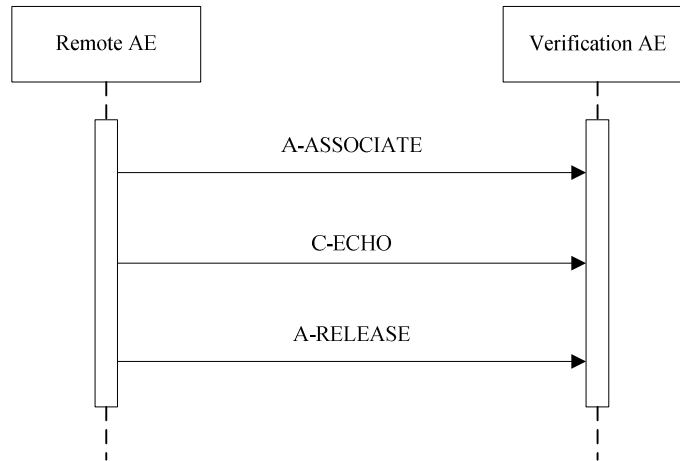 Remote AE
Verification AE
A-ASSOCIATE
C-ECHO
A-RELEASE